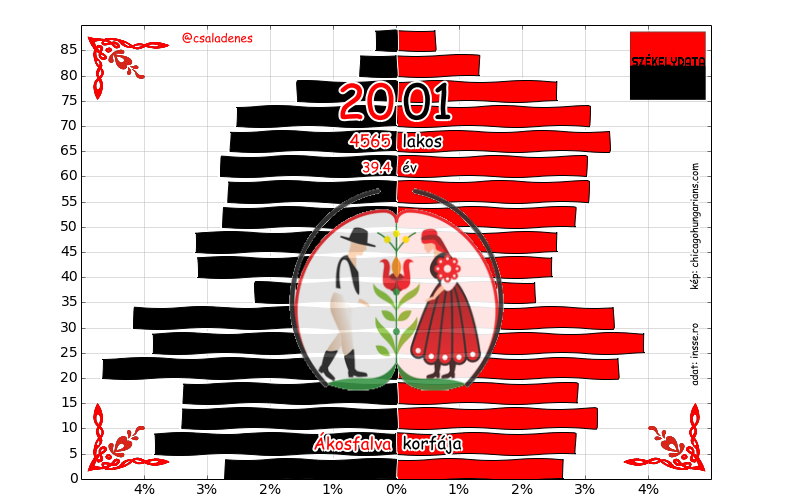 @csaladenes
SZÉKELYDATA
2001
4565 lakos
39.4 év
kép: chicagohungarians.com
adat: insse.ro
Ákosfalva korfája
85
80
75
70
65
60
55
50
45
40
35
30
25
20
15
10
5
0
4% 3% 2% 1% 0% 1% 2% 3% 4%